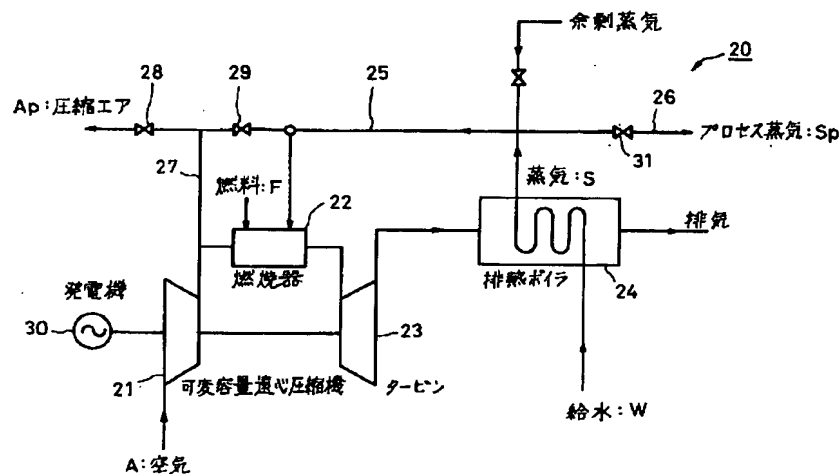 余剰蒸気
20
28
29
25
26
Ap:圧縮エア
プロセス蒸気:Sp
31
27
燃料:F
蒸気:S
22
排気
燃焼器
排熱ボイラ
24
発電機
30
23
21
可変容量遠心圧縮機
タービン
給水:W
A:空気